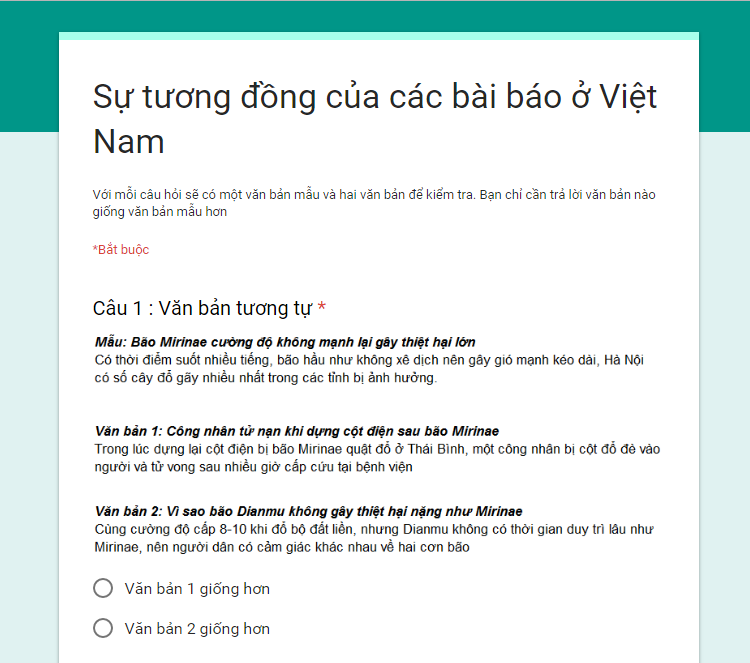 Sự tương đồng của các bài báo ở Việt
Nam
Với mỗi câu hỏi sẽ có một văn bản mẫu và hai văn bản để kiểm tra. Bạn chỉ cần trả lời văn bản nào
giống văn bản mẫu hơn
*Bắt buộc
Câu 1 : Văn bản tương tự *
Mẫu: Bão Mirinae cường độ không mạnh lại gây thiệt hại lớn
Có thời điểm suốt nhiều tiếng, bão hầu như không xê dịch nên gây gió mạnh kéo dài, Hà Nội
có số cây đổ gãy nhiều nhất trong các tỉnh bị ảnh hưởng.
Văn bản 1: Công nhân tử nạn khi dựng cột điện sau bão Mirinae
Trong lúc dựng lại cột điện bị bão Mirinae quật đổ ở Thái Bình, một công nhân bị cột đổ đè vào
người và tử vong sau nhiều giờ cấp cứu tại bệnh viện
Văn bản 2: Vì sao bão Dianmu không gây thiệt hại nặng như Mirinae
Cùng cường độ cấp 8-10 khi đổ bộ đất liền, nhưng Dianmu không có thời gian duy trì lâu như
Mirinae, nên người dân có cảm giác khác nhau về hai cơn bão
Văn bản 1 giống hơn
Văn bản 2 giống hơn